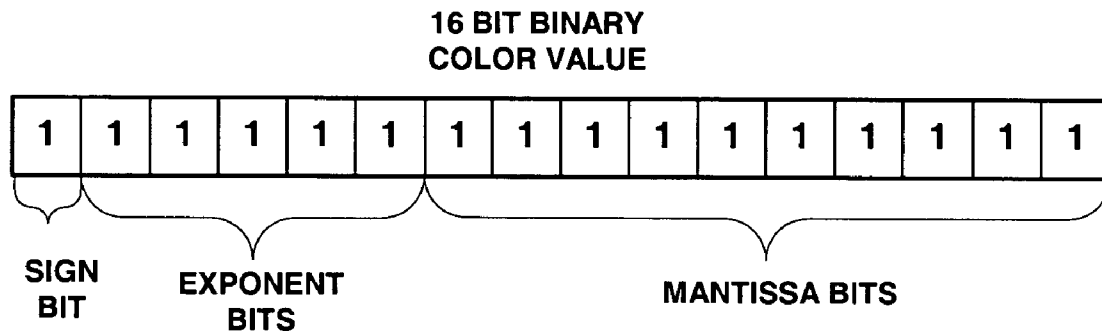 16 BIT BINARY
COLOR VALUE
1 1 1 1 1 1 1 1 1 1 1 1 1 1 1 1
SIGN
BIT
EXPONENT
BITS
MANTISSA BITS